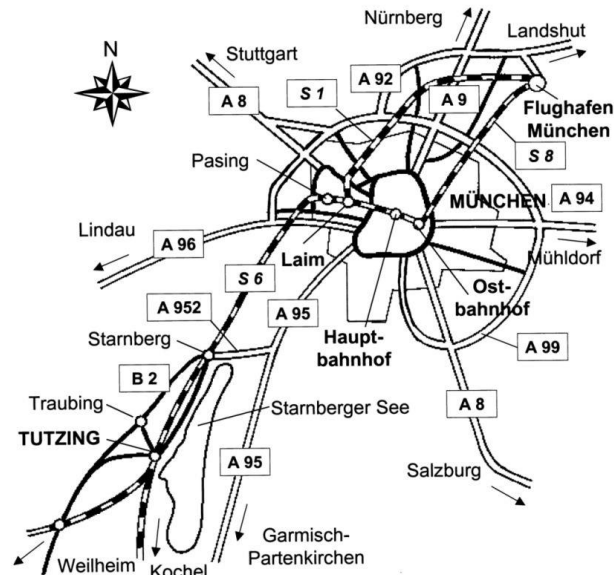 Nürnberg
Landshut
N
Stuttgart
A 92
S 1
A 8
A 9
Flughafen
München
Pasing
S 8
MÜNCHEN
A 94
Lindau
A 96
Laim
Mühldorf
S 6
Ost-
bahnhof
A 952
A 95
Haupt-
bahnhof
Starnberg
A 99
B 2
Traubing
Starnberger See
A 8
TUTZING
A 95
Salzburg
Garmisch-
Partenkirchen
Weilheim
Kochel